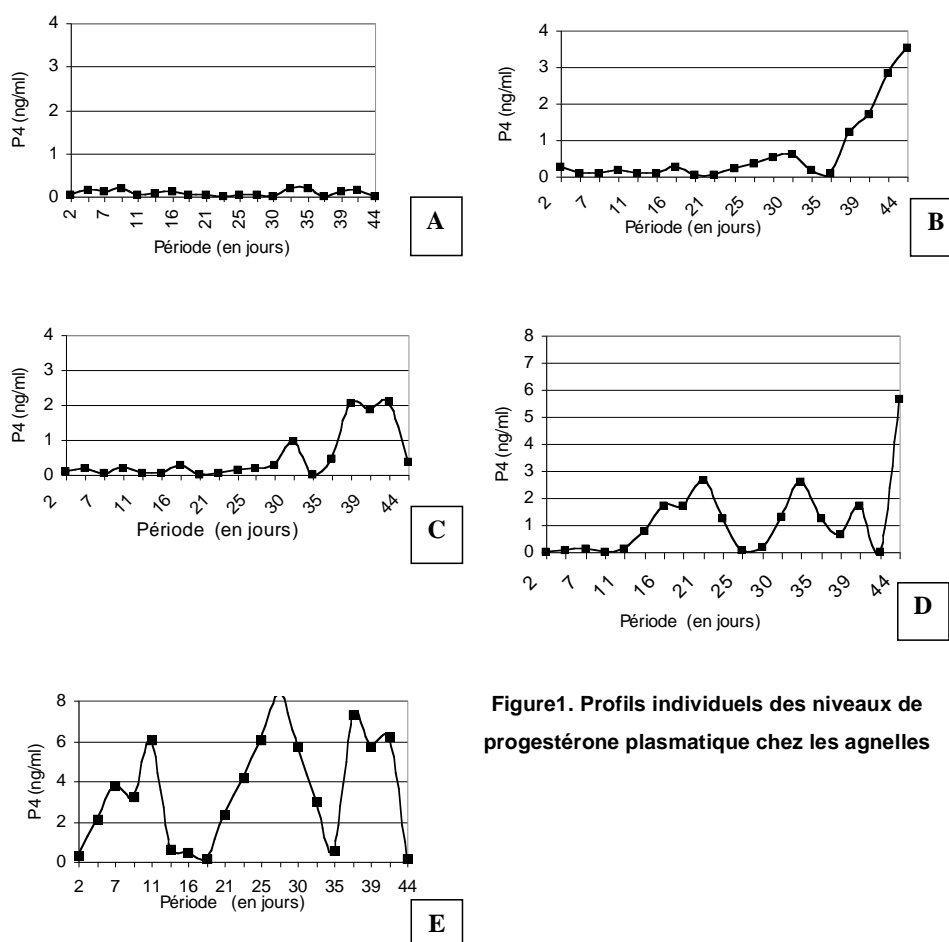 4
3
2
1
0
P4 (ng/ml)
2 7 11 16 21 25 30 35 39 44
Période (en jours)
A
4
3
2
1
0
P4 (ng/ml)
2 7 11 16 21 25 30 35 39 44
Période (en jours)
B
4
3
2
1
0
P4 (ng/ml)
2 7 11 16 21 25 30 35 39 44
Période (en jours)
C
8
7
6
5
4
3
2
1
0
P4 (ng/ml)
2 7 11 16 21 25 30 35 39 44
Période (en jours)
D
8
6
4
2
0
P4 (ng/ml)
2 7 11 16 21 25 30 35 39 44
Période (en jours)
E
Figure1. Profils individuels des niveaux de
progestérone plasmatique chez les agnelles